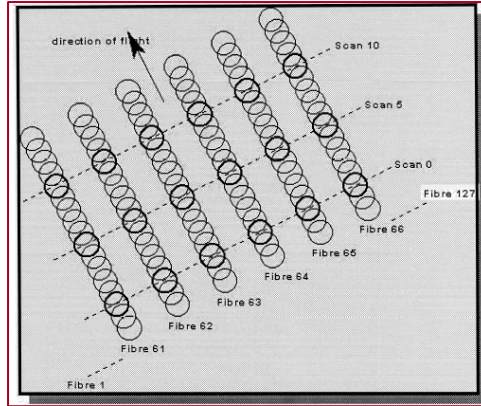 direction of flight
Scan 10
Scan 5
Scan 0
Fibre 127
Fibre 66
Fibre 65
Fibre 64
Fibre 63
Fibre 62
Fibre 61
Fibre 1